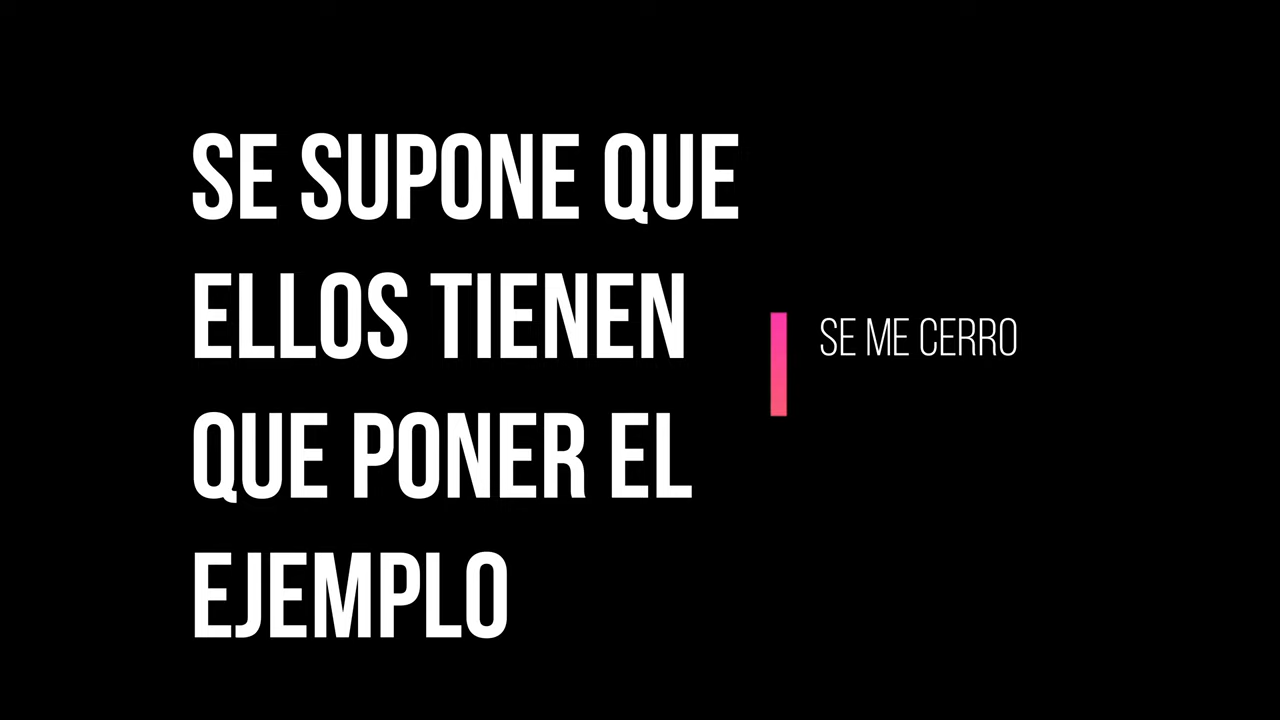 SE SUPONE QUE
ELLOS TIENEN
QUE PONER EL
EJEMPLO
SE ME CERRO